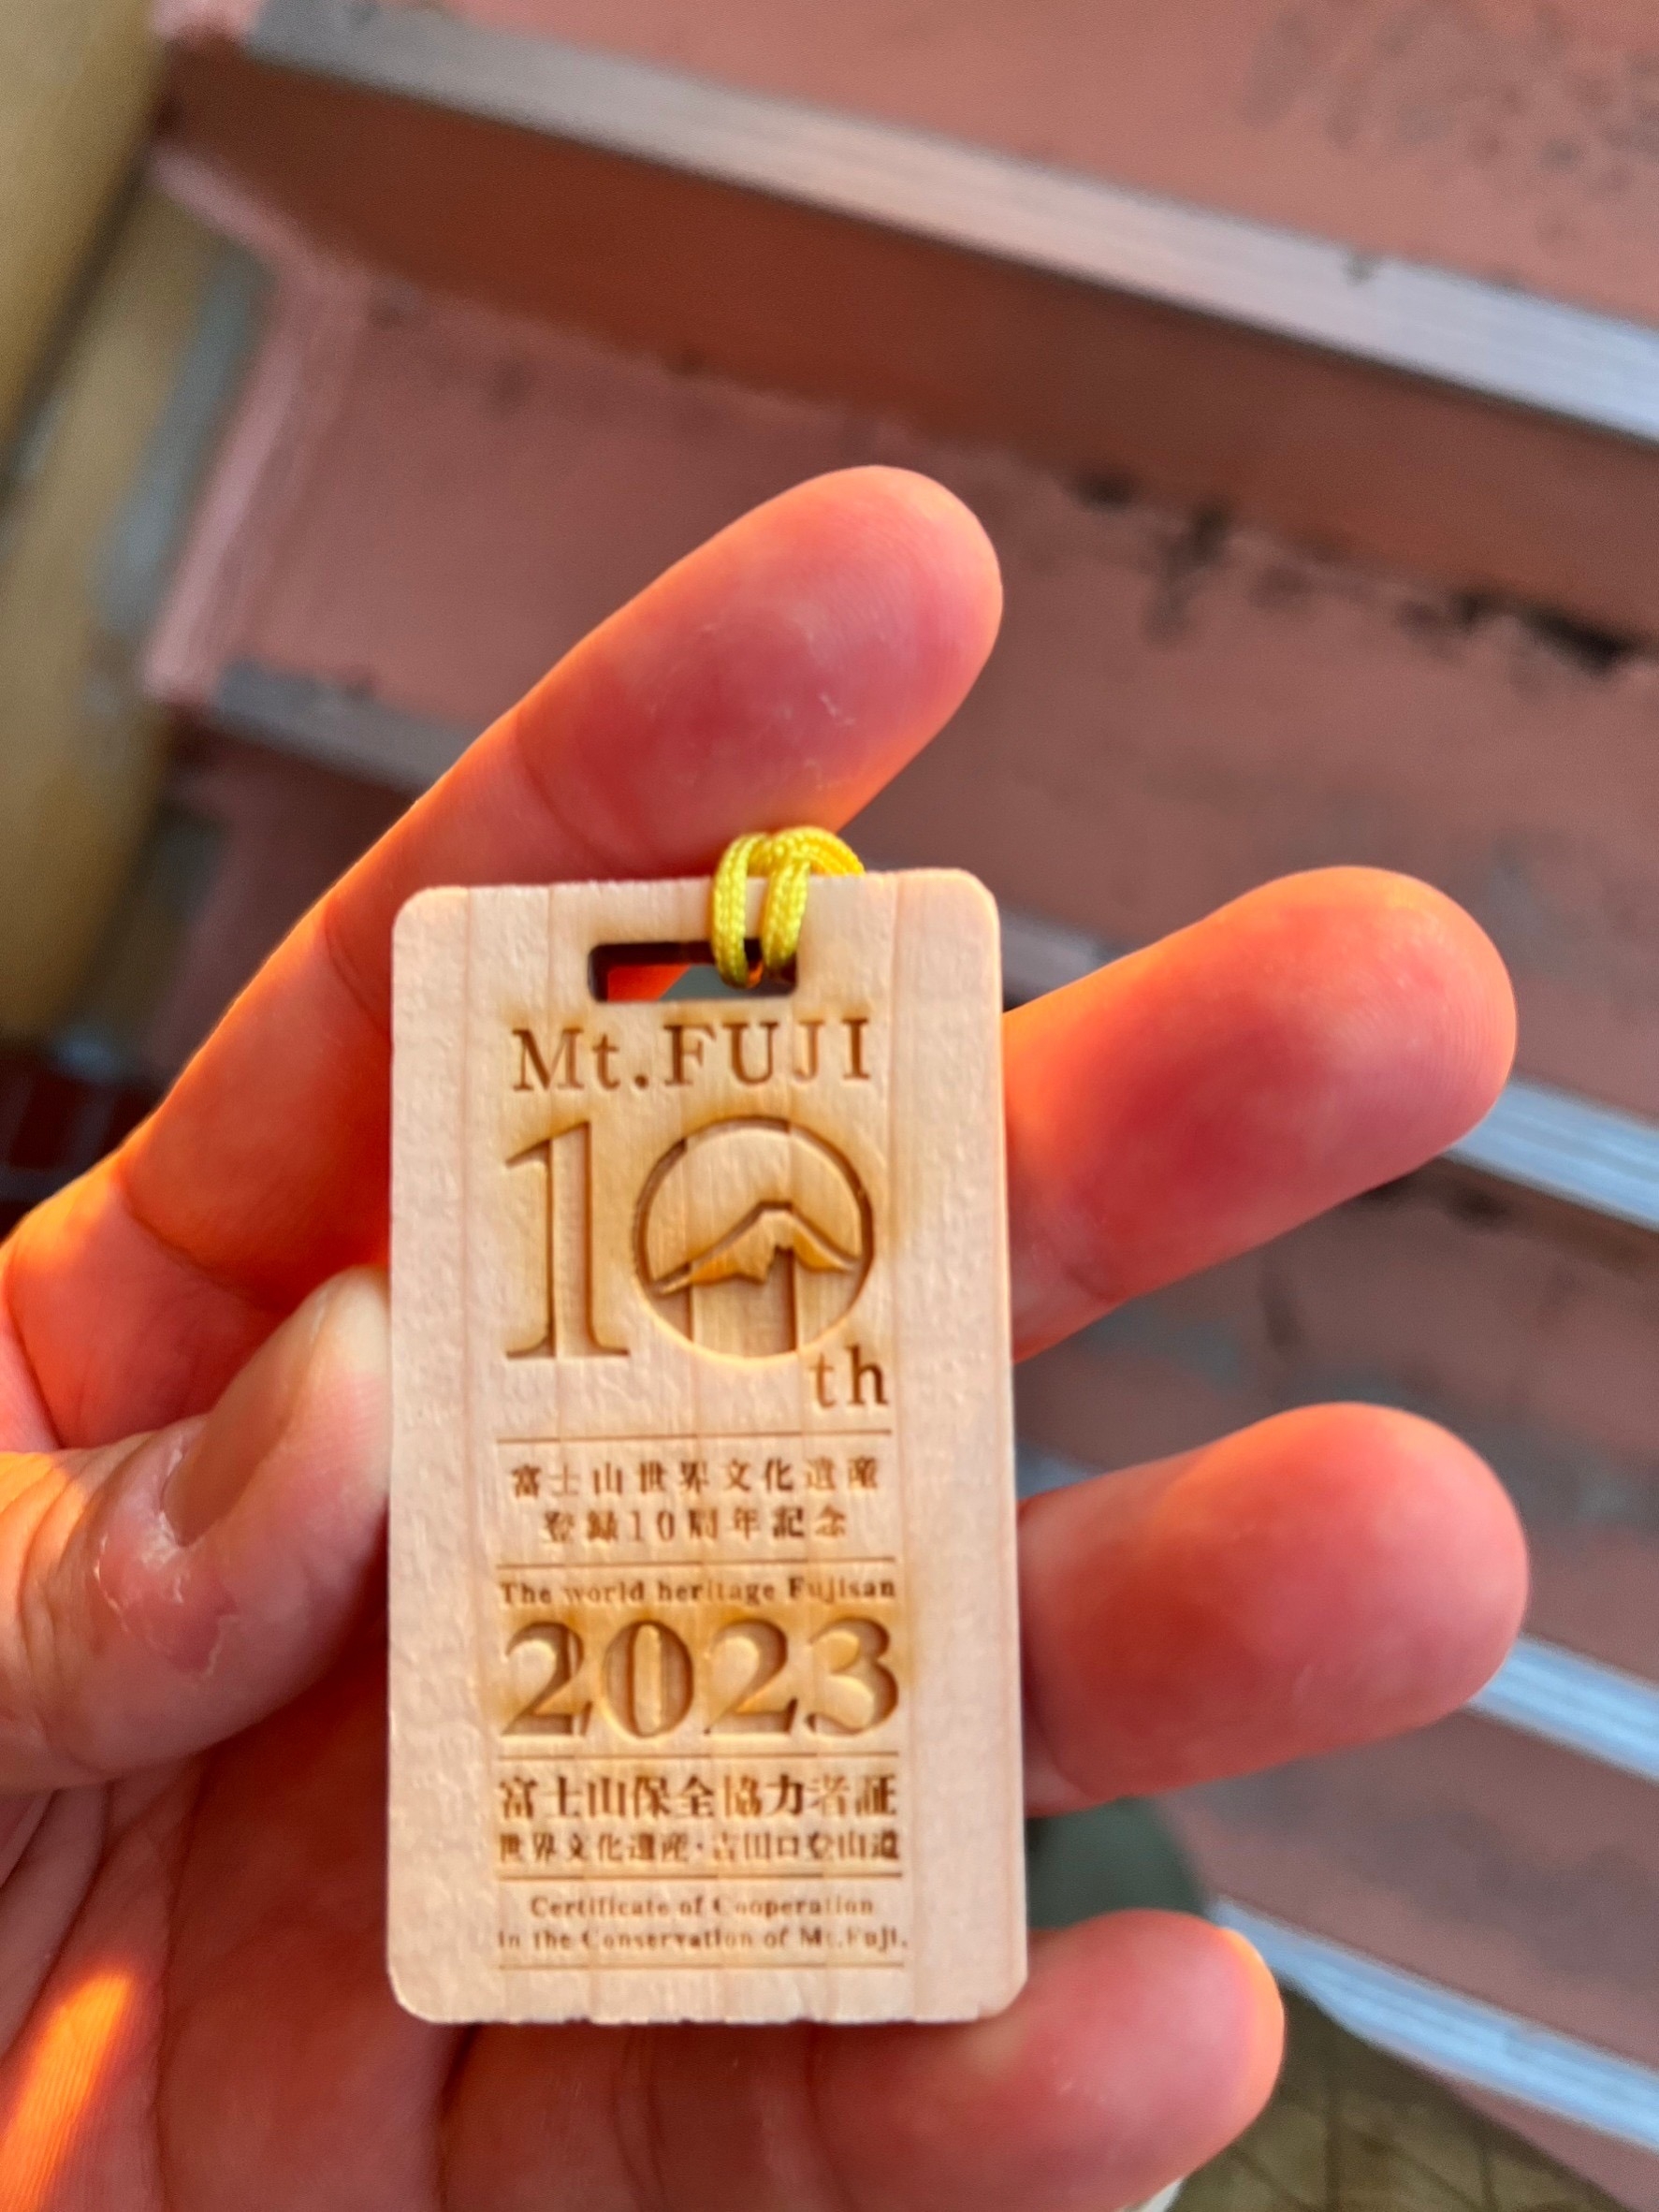 Mt.FUJI
10
th
富士山世界文化遺産
登録10周年記念
The world heritage Fujisan
2023
富士山保全協力者証
世界文化遺産・吉田口登山道
Certificate of Cooperation
in the Conservation of Mt.Fuji.